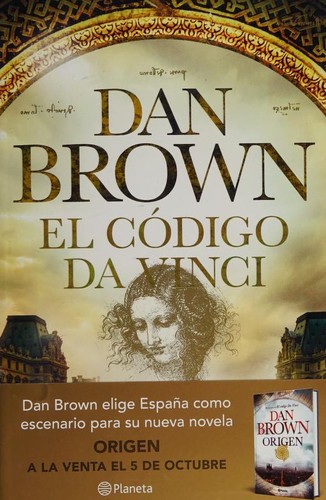 DAN
BROWN
EL CÓDIGO
DA VINCI
Dan Brown elige España como
escenario para su nueva novela
ORIGEN
A LA VENTA EL 5 DE OCTUBRE
Planeta
DAN
BROWN
ORIGEN